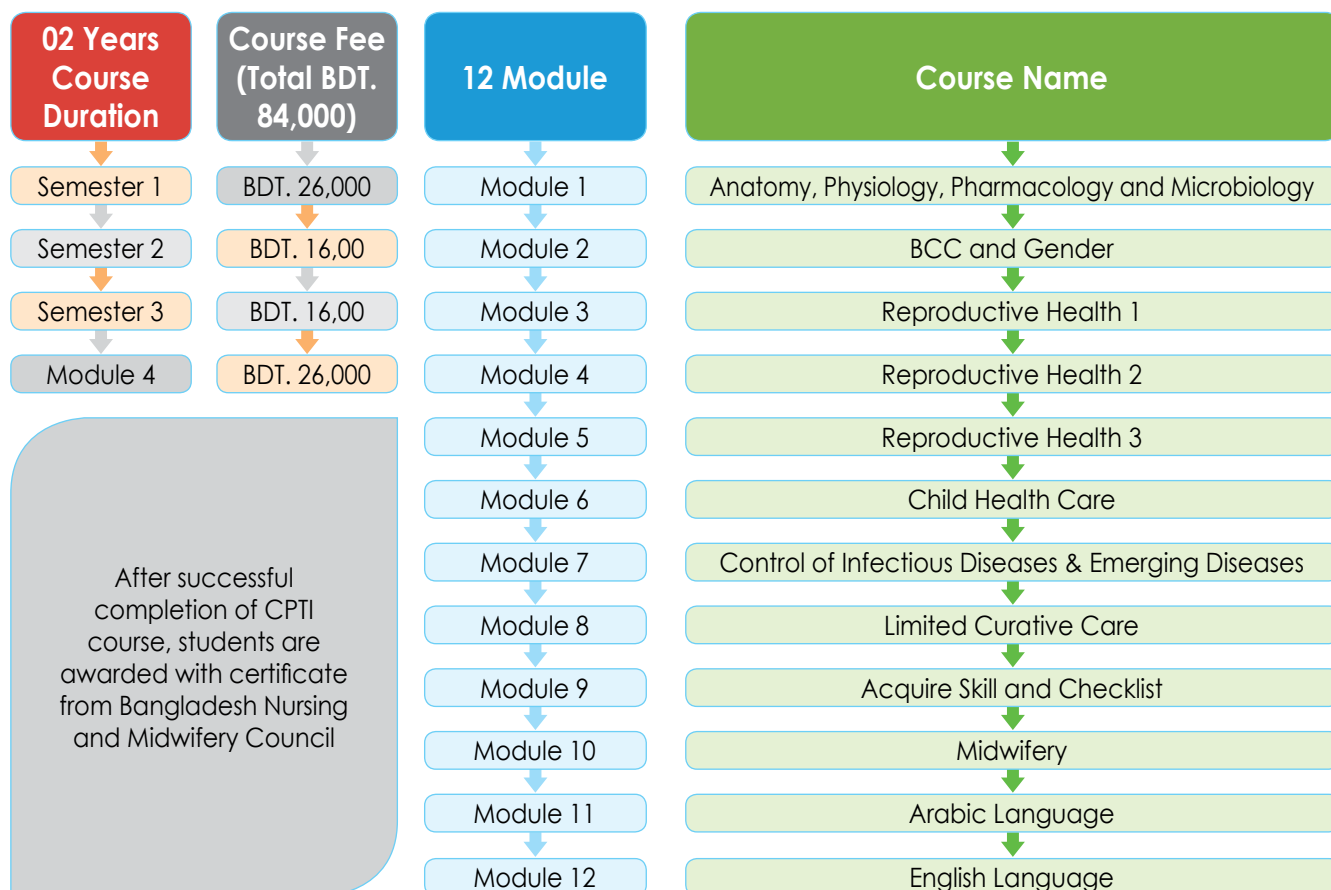 02 Years
Course
Duration
Semester 1
Semester 2
Semester 3
Module 4
Course Fee
(Total BDT.
84,000)
BDT. 26,000
BDT. 16,00
BDT. 16,00
BDT. 26,000
After successful
completion of CPTI
course, students are
awarded with certificate
from Bangladesh Nursing
and Midwifery Council
12 Module
Module 1
Module 2
Module 3
Module 4
Module 5
Module 6
Module 7
Module 8
Module 9
Module 10
Module 11
Module 12
Course Name
Anatomy, Physiology, Pharmacology and Microbiology
BCC and Gender
Reproductive Health 1
Reproductive Health 2
Reproductive Health 3
Child Health Care
Control of Infectious Diseases & Emerging Diseases
Limited Curative Care
Acquire Skill and Checklist
Midwifery
Arabic Language
English Language